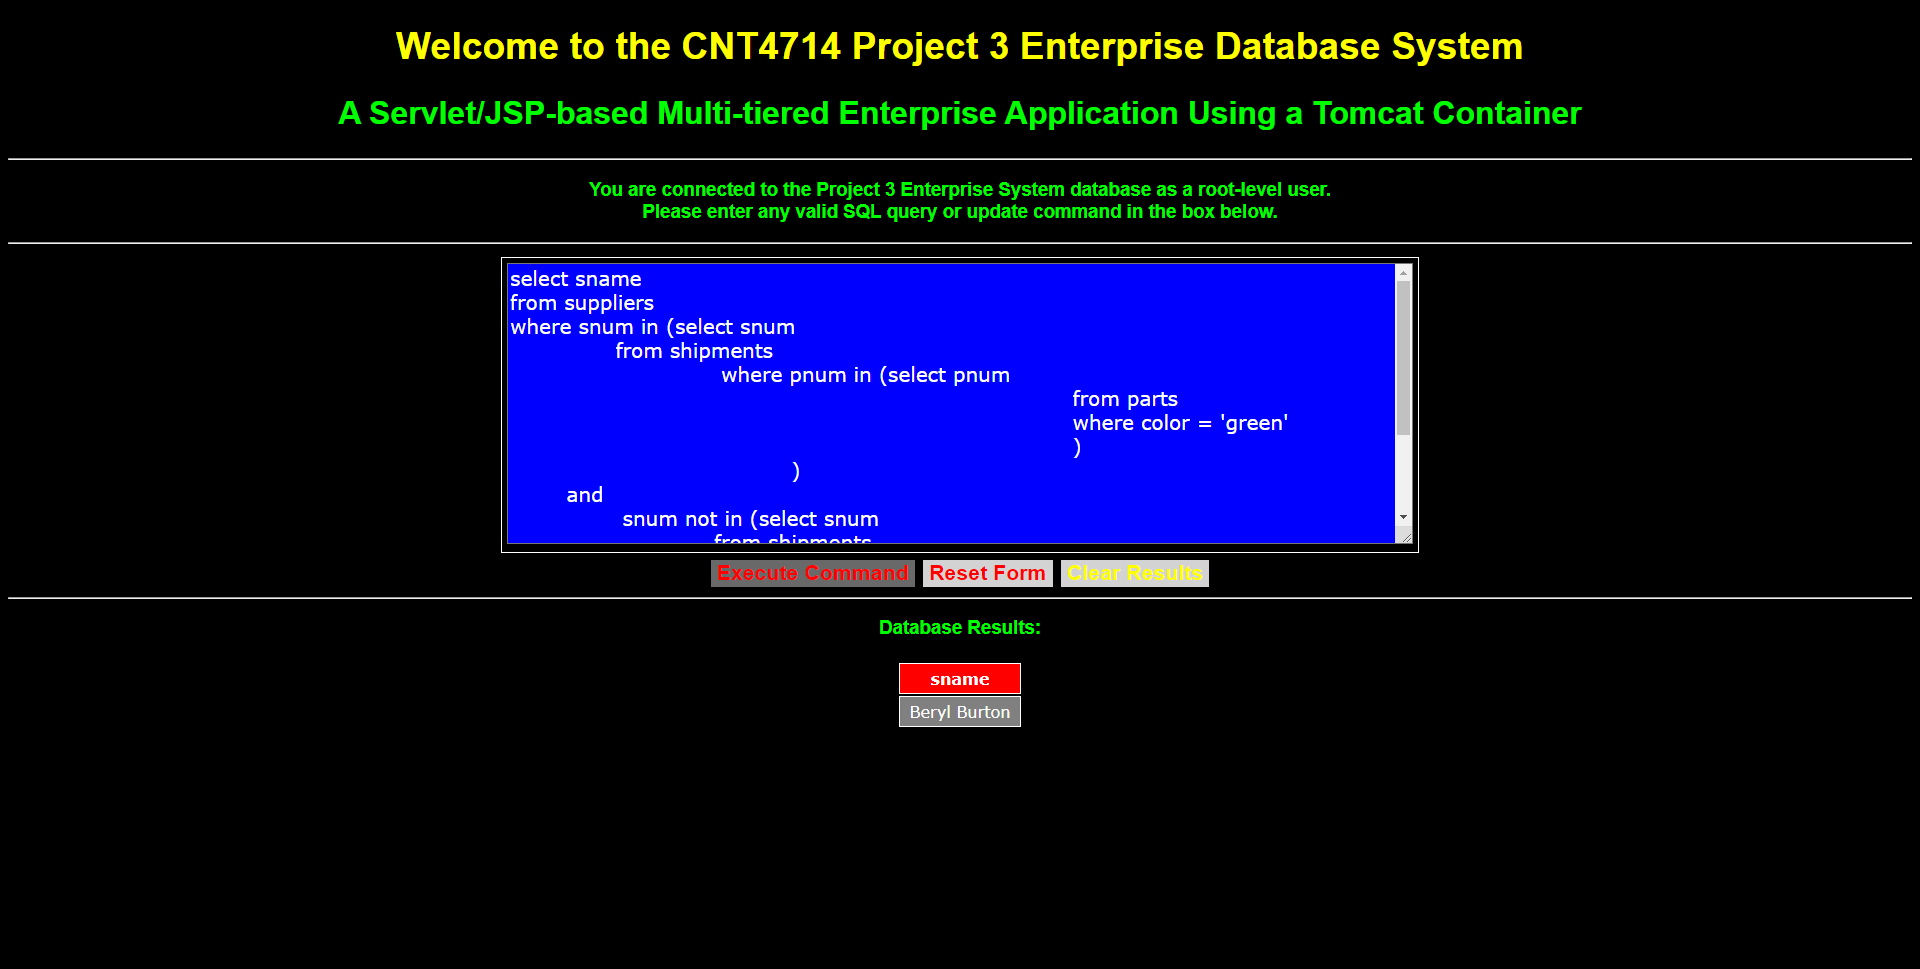 Welcome to the CNT4714 Project 3 Enterprise Database System
A Servlet/JSP-based Multi-tiered Enterprise Application Using a Tomcat Container
You are connected to the Project 3 Enterprise System database as a root-level user.
Please enter any valid SQL query or update command in the box below.
select sname
from suppliers
where snum in (select snum
from shipments
where pnum in (select pnum
from parts
where color = 'green'
)
)
and
snum not in (select snum
from shipments
Execute Command Reset Form Clear Results
Database Results:
sname
Beryl Burton